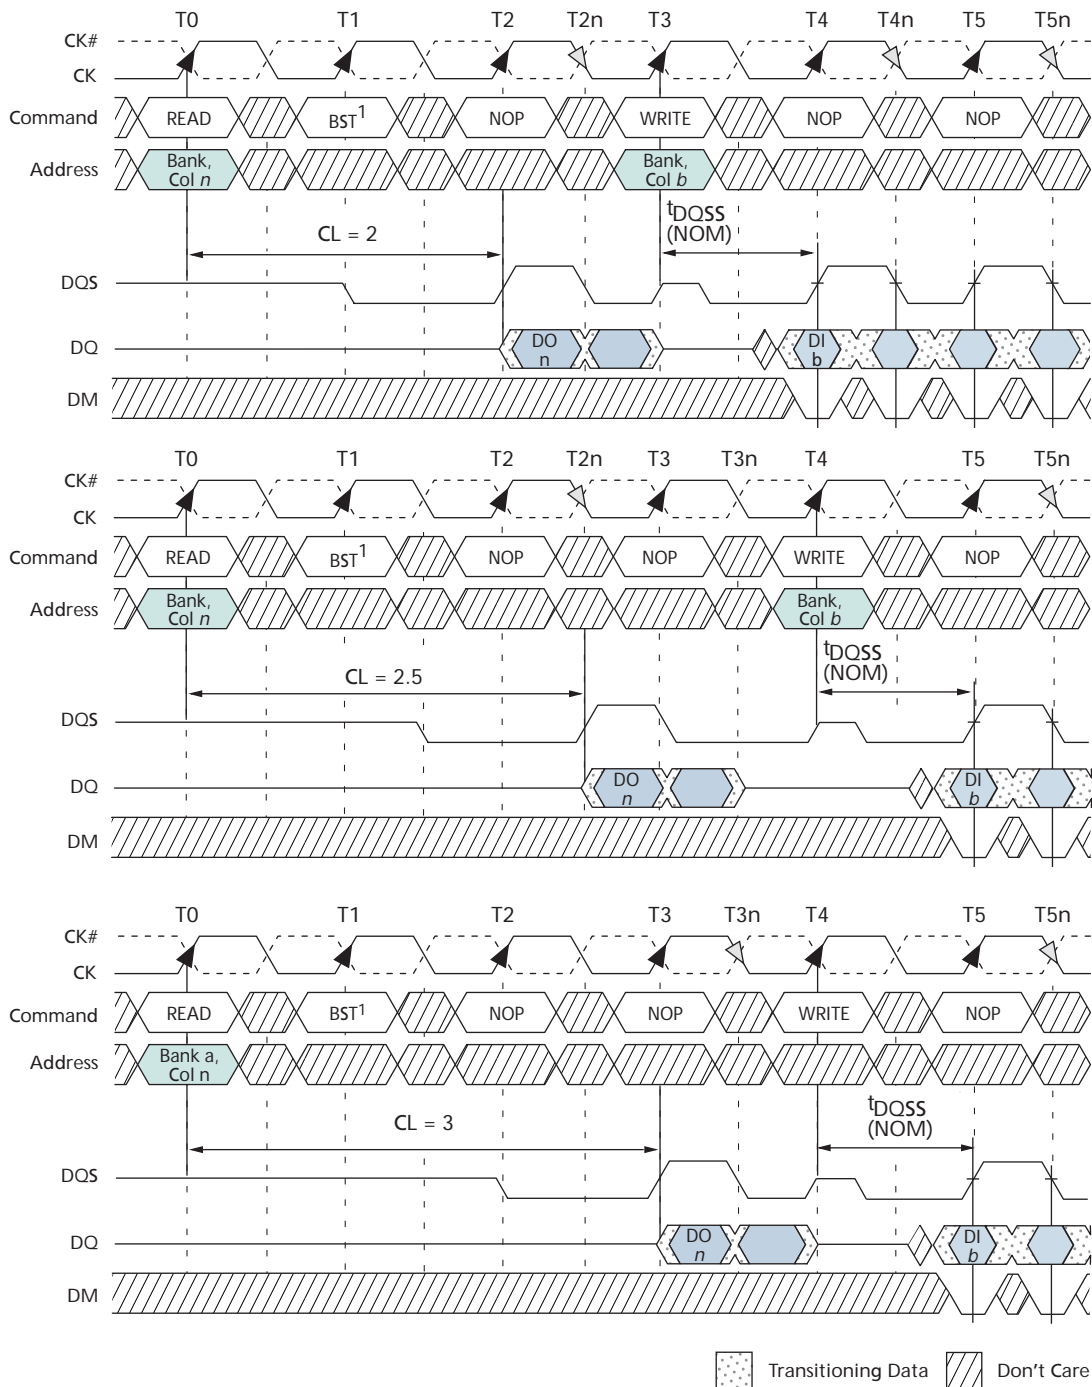 T0 T1 T2 T2n T3 T4 T4n T5 T5n
CK#
CK
Command READ BST1 NOP WRITE NOP NOP
Address Bank, Col n Bank, Col b
tDQSS (NOM)
CL = 2
DQS
DQ DO n DI b
DM
T0 T1 T2 T2n T3 T3n T4 T5 T5n
CK#
CK
Command READ BST1 NOP NOP WRITE NOP
Address Bank, Col n Bank, Col b
tDQSS (NOM)
CL = 2.5
DQS
DQ DO n DI b
DM
T0 T1 T2 T3 T3n T4 T5 T5n
CK#
CK
Command READ BST1 NOP NOP WRITE NOP
Address Bank a, Col n
tDQSS (NOM)
CL = 3
DQS
DQ DO n DI b
DM
Transitioning Data Don't Care